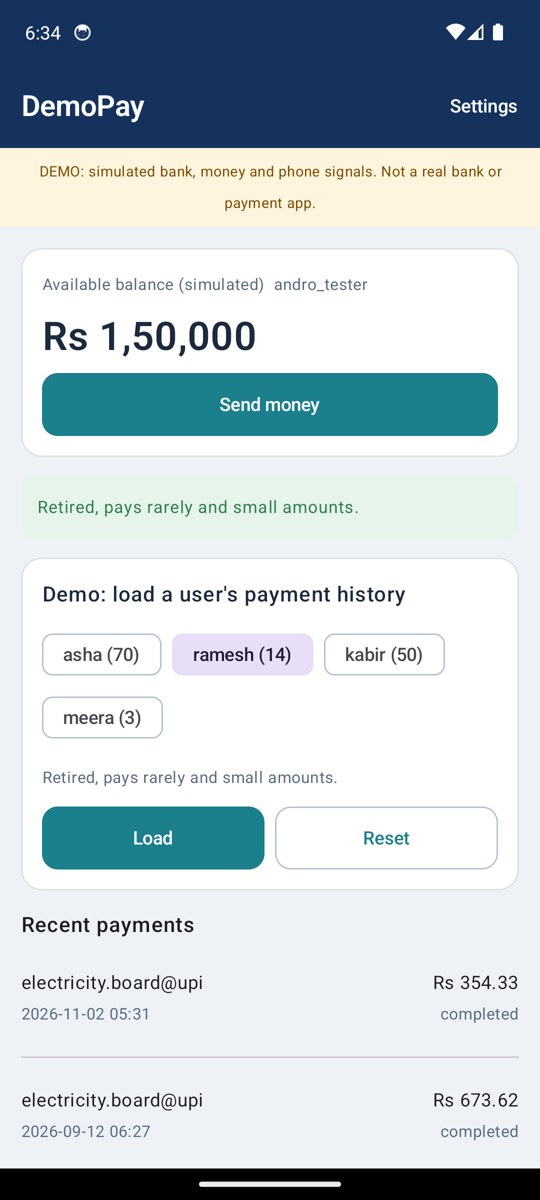 6:34
DemoPay
Settings
DEMO: simulated bank, money and phone signals. Not a real bank or
payment app.
Available balance (simulated) andro_tester
Rs 1,50,000
Send money
Retired, pays rarely and small amounts.
Demo: load a user's payment history
asha (70) ramesh (14) kabir (50)
meera (3)
Retired, pays rarely and small amounts.
Load Reset
Recent payments
electricity.board@upi Rs 354.33
2026-11-02 05:31 completed
electricity.board@upi Rs 673.62
2026-09-12 06:27 completed